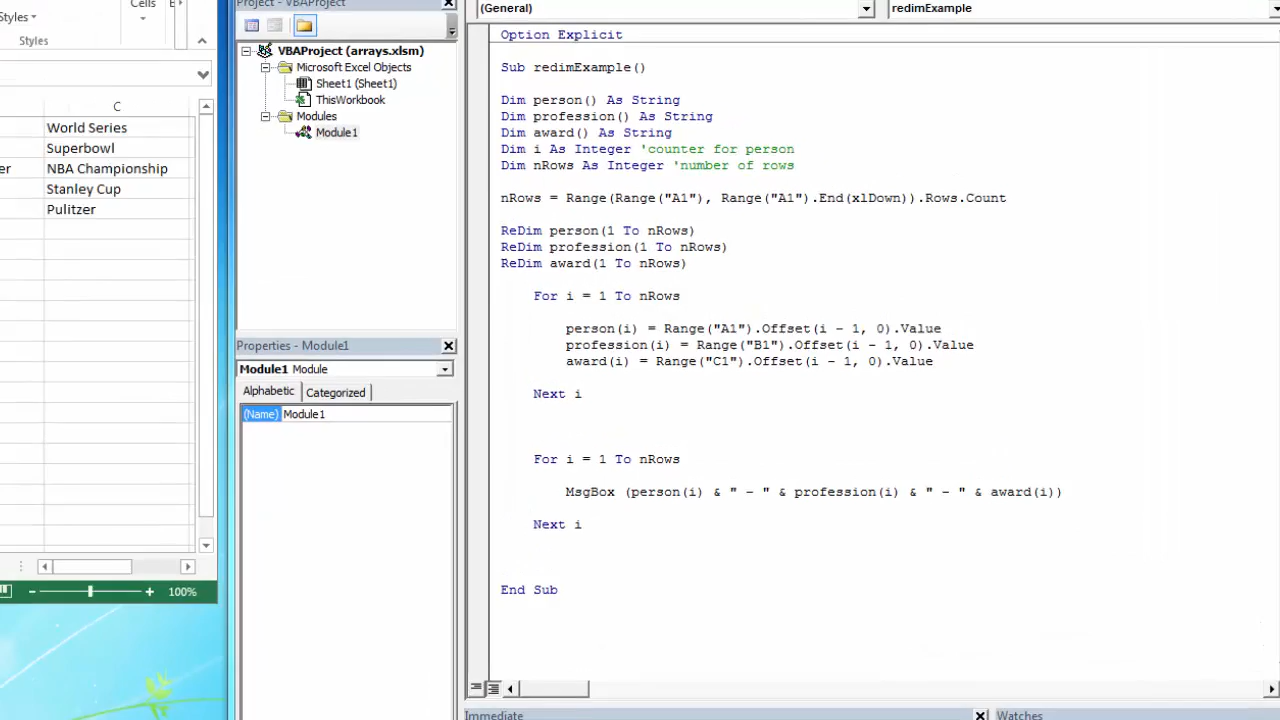 Styles
Cells
Styles
C
World Series
Superbowl
er NBA Championship
Stanley Cup
Pulitzer
100%
Project - VBAProject
VBAProject (arrays.xlsm)
Microsoft Excel Objects
Sheet1 (Sheet1)
ThisWorkbook
Modules
Module1
Properties - Module1
Module1 Module
Alphabetic Categorized
(Name) Module1
(General) redimExample
Option Explicit
Sub redimExample()
Dim person() As String
Dim profession() As String
Dim award() As String
Dim i As Integer 'counter for person
Dim nRows As Integer 'number of rows
nRows = Range(Range("A1"), Range("A1").End(xlDown)).Rows.Count
ReDim person(1 To nRows)
ReDim profession(1 To nRows)
ReDim award(1 To nRows)
For i = 1 To nRows
person(i) = Range("A1").Offset(i - 1, 0).Value
profession(i) = Range("B1").Offset(i - 1, 0).Value
award(i) = Range("C1").Offset(i - 1, 0).Value
Next i
For i = 1 To nRows
MsgBox (person(i) & " - " & profession(i) & " - " & award(i))
Next i
End Sub
Immediate
Watches